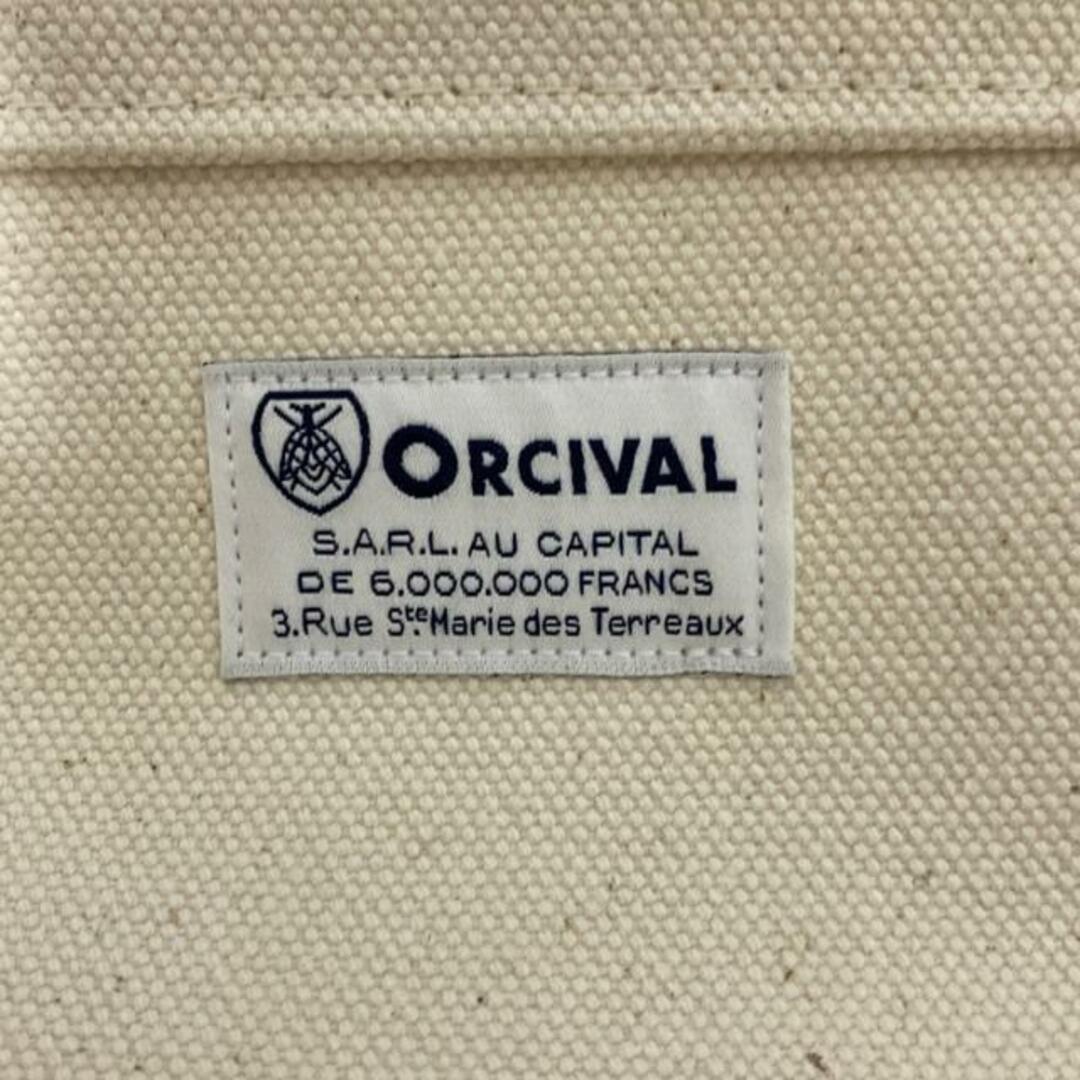 ORCIVAL
S.A.R.L. AU CAPITAL
DE 6.000.000 FRANCS
3.Rue Ste. Marie des Terreaux